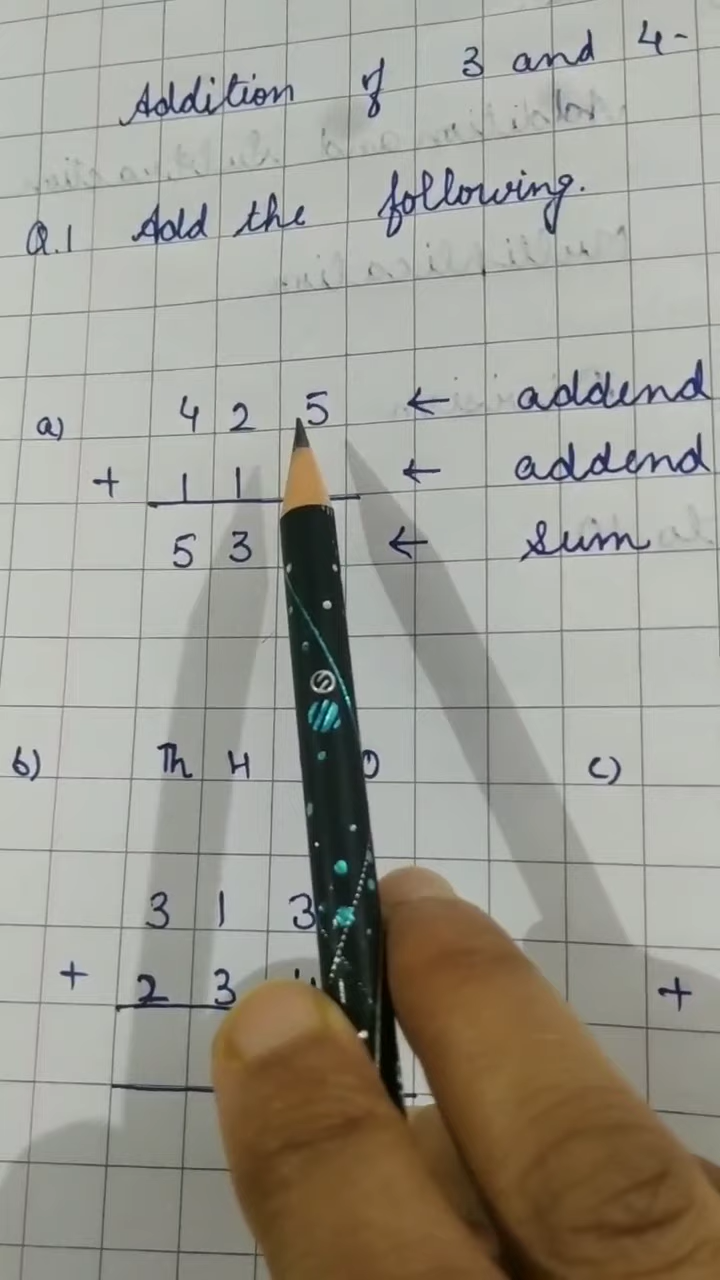 Addition of 3 and 4-
Q.1 Add the following.
a) 4 2 5 ← addend
+ 1 1 ← addend
5 3 ← sum
b) Th H O c)
3 1 3
+ 2 3 +